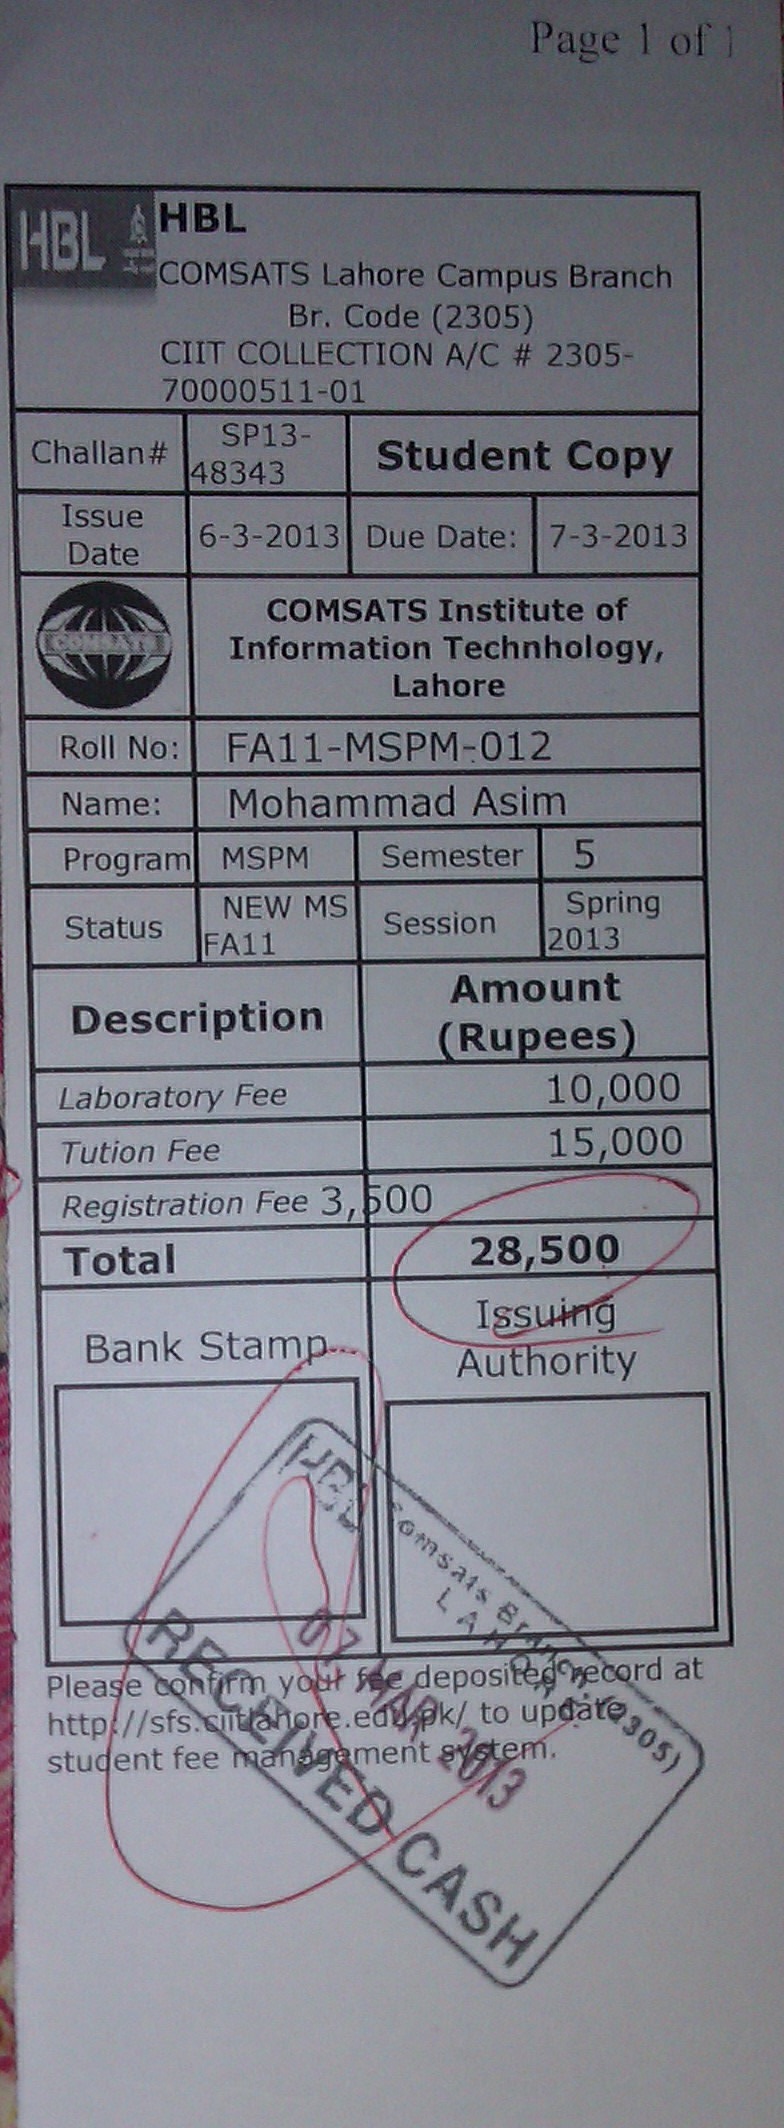 Page 1 of 1
HBL
HBL
COMSATS Lahore Campus Branch
Br. Code (2305)
CIIT COLLECTION A/C # 2305-
70000511-01
Challan# SP13-48343 Student Copy
Issue Date 6-3-2013 Due Date: 7-3-2013
COMSATS
COMSATS Institute of
Information Technhology,
Lahore
Roll No: FA11-MSPM-012
Name: Mohammad Asim
Program MSPM Semester 5
Status NEW MS FA11 Session Spring 2013
Description Amount (Rupees)
Laboratory Fee 10,000
Tution Fee 15,000
Registration Fee 3,500
Total 28,500
Bank Stamp Issuing Authority
HBL Comsats Branch (2305)
LAHORE
07 MAR 2013
RECEIVED CASH
Please confirm your fee deposited record at
http://sfs.ciitlahore.edu.pk/ to update
student fee management system.